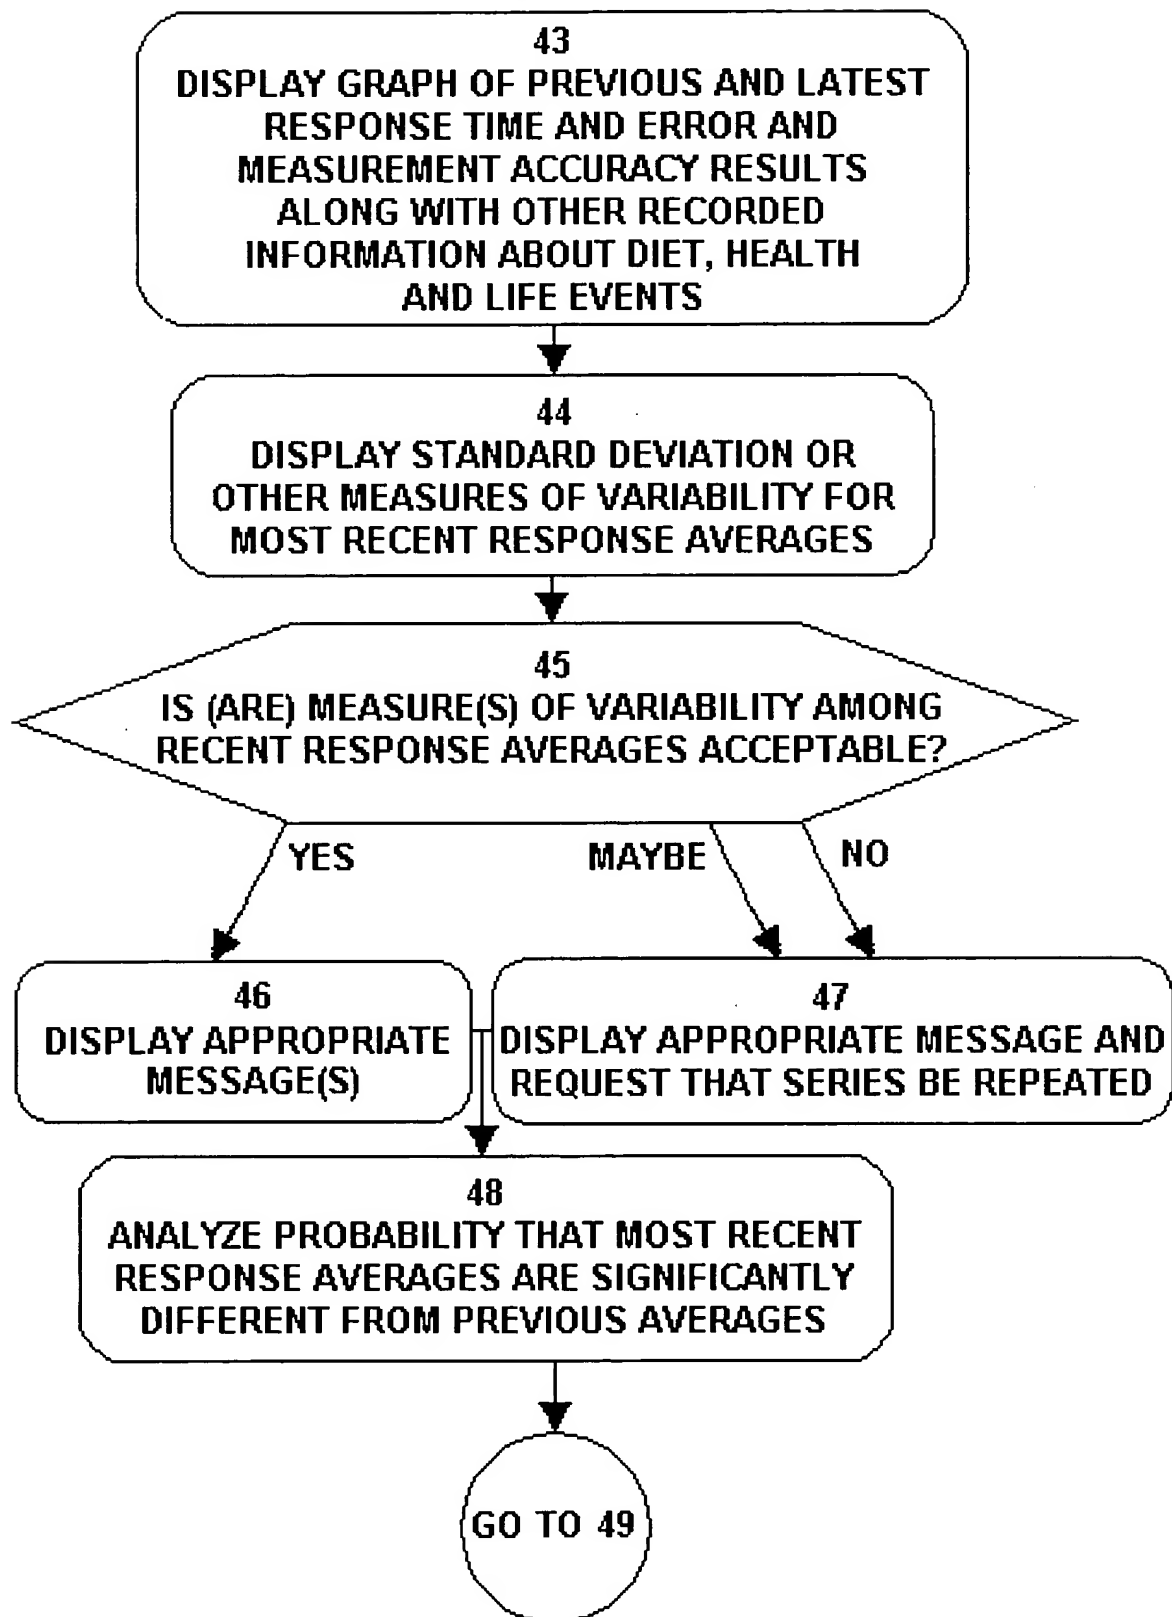 43
DISPLAY GRAPH OF PREVIOUS AND LATEST
RESPONSE TIME AND ERROR AND
MEASUREMENT ACCURACY RESULTS
ALONG WITH OTHER RECORDED
INFORMATION ABOUT DIET, HEALTH
AND LIFE EVENTS
44
DISPLAY STANDARD DEVIATION OR
OTHER MEASURES OF VARIABILITY FOR
MOST RECENT RESPONSE AVERAGES
45
IS (ARE) MEASURE(S) OF VARIABILITY AMONG
RECENT RESPONSE AVERAGES ACCEPTABLE?
YES
MAYBE
NO
46
DISPLAY APPROPRIATE
MESSAGE(S)
47
DISPLAY APPROPRIATE MESSAGE AND
REQUEST THAT SERIES BE REPEATED
48
ANALYZE PROBABILITY THAT MOST RECENT
RESPONSE AVERAGES ARE SIGNIFICANTLY
DIFFERENT FROM PREVIOUS AVERAGES
GO TO 49